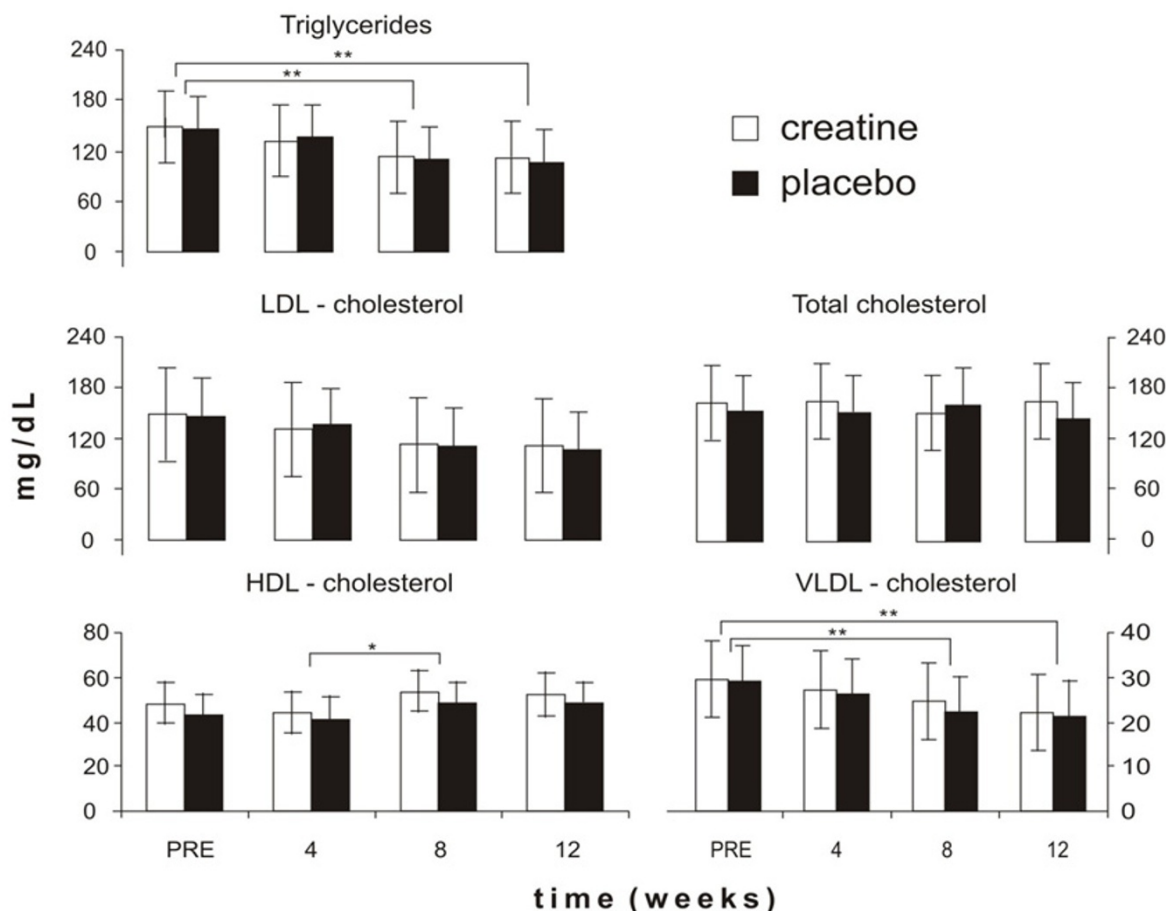 Triglycerides
240
180
120
60
0
**
**
creatine
placebo
LDL - cholesterol
240
180
120
60
0
Total cholesterol
240
180
120
60
0
mg/dL
HDL - cholesterol
80
60
40
20
0
*
PRE 4 8 12
VLDL - cholesterol
**
**
40
30
20
10
0
PRE 4 8 12
time (weeks)